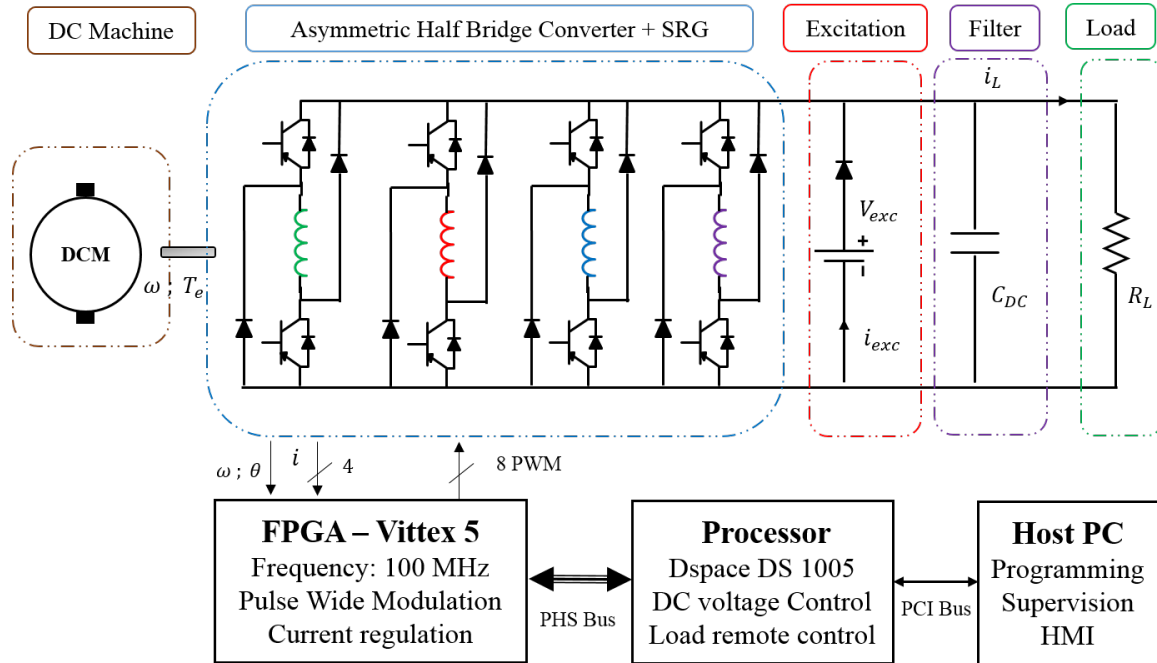 DC Machine
Asymmetric Half Bridge Converter + SRG
Excitation
Filter
Load
i_L
DCM
ω ; T_e
V_exc
+
-
i_exc
C_DC
R_L
ω ; θ
i
4
8 PWM
FPGA – Vittex 5
Frequency: 100 MHz
Pulse Wide Modulation
Current regulation
PHS Bus
Processor
Dspace DS 1005
DC voltage Control
Load remote control
PCI Bus
Host PC
Programming
Supervision
HMI